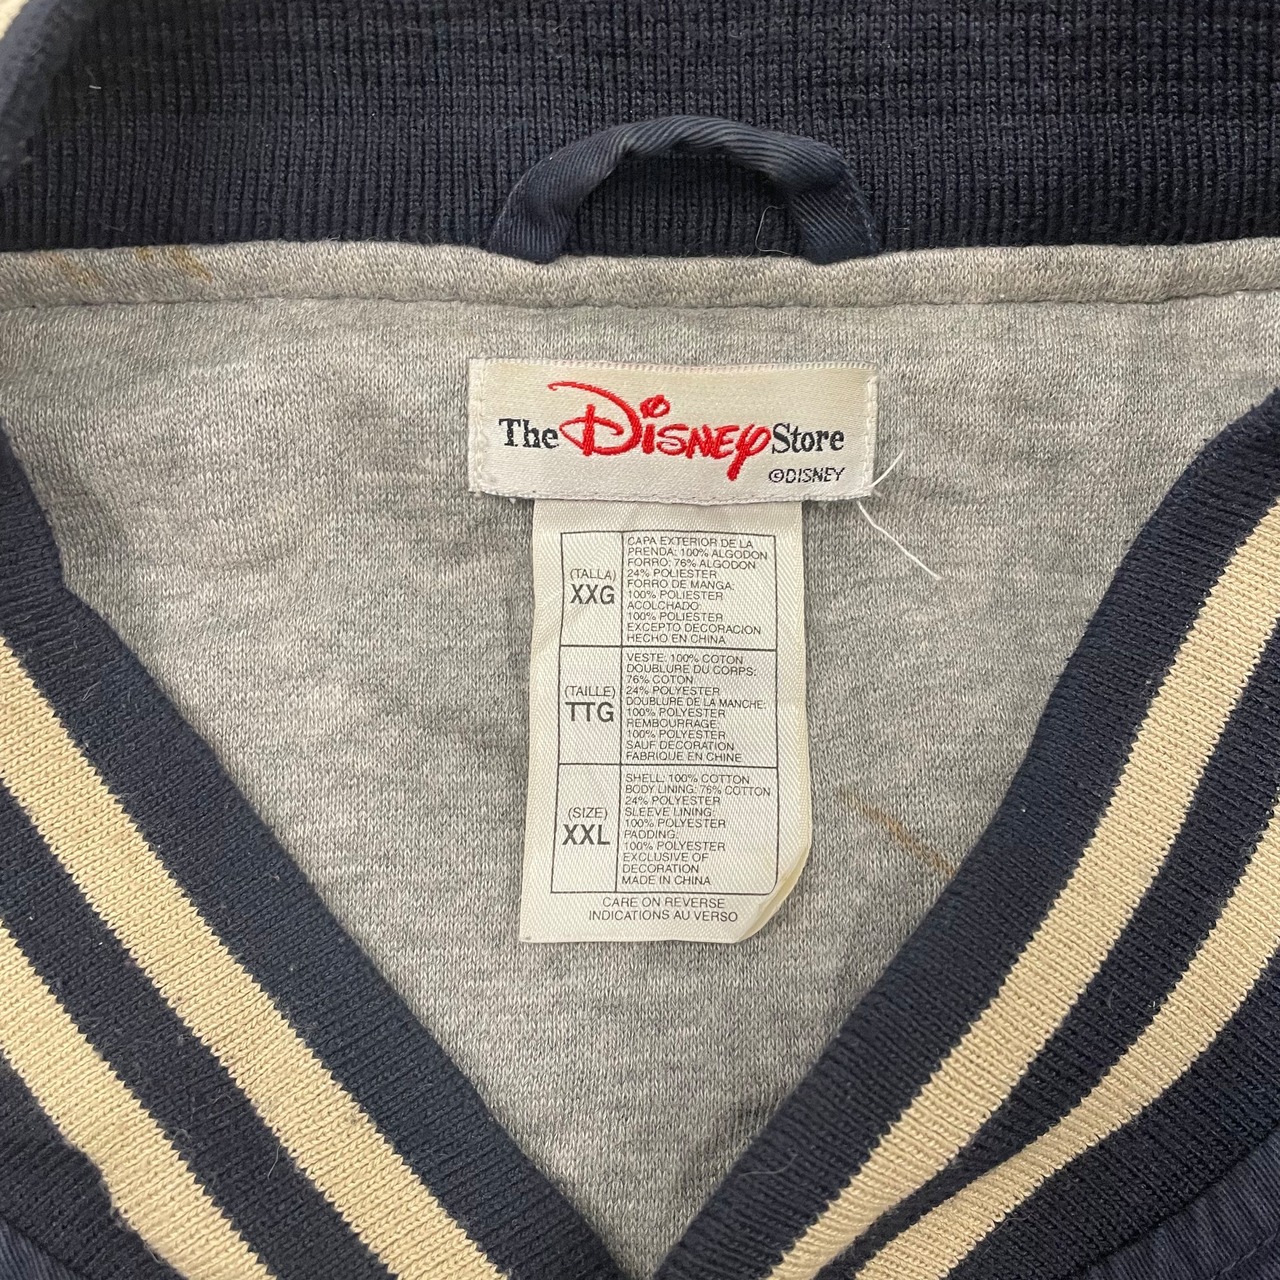 The Disney Store
©DISNEY
(TALLA)
XXG
CAPA EXTERIOR DE LA
PRENDA: 100% ALGODON
FORRO: 76% ALGODON
24% POLIESTER
FORRO DE MANGA:
100% POLIESTER
ACOLCHADO:
100% POLIESTER
EXCEPTO DECORACION
HECHO EN CHINA
(TAILLE)
TTG
VESTE: 100% COTON
DOUBLURE DU CORPS:
76% COTON
24% POLYESTER
DOUBLURE DE LA MANCHE:
100% POLYESTER
REMBOURRAGE:
100% POLYESTER
SAUF DECORATION
FABRIQUE EN CHINE
(SIZE)
XXL
SHELL: 100% COTTON
BODY LINING: 76% COTTON
24% POLYESTER
SLEEVE LINING:
100% POLYESTER
PADDING:
100% POLYESTER
EXCLUSIVE OF
DECORATION
MADE IN CHINA
CARE ON REVERSE
INDICATIONS AU VERSO